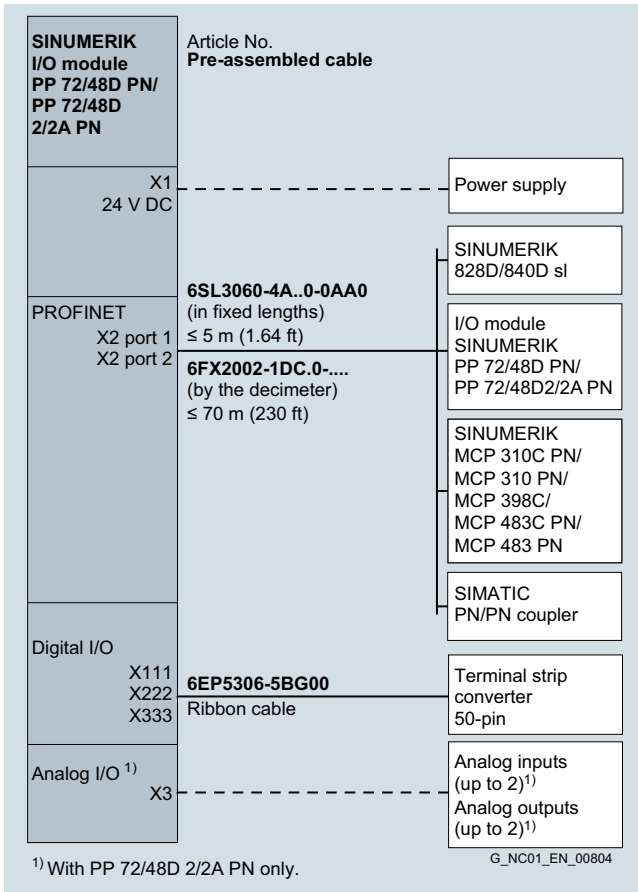 SINUMERIK
I/O module
PP 72/48D PN/
PP 72/48D
2/2A PN
Article No.
Pre-assembled cable
X1
24 V DC
Power supply
PROFINET
X2 port 1
X2 port 2
6SL3060-4A..0-0AA0
(in fixed lengths)
≤ 5 m (1.64 ft)
6FX2002-1DC.0-....
(by the decimeter)
≤ 70 m (230 ft)
SINUMERIK
828D/840D sl
I/O module
SINUMERIK
PP 72/48D PN/
PP 72/48D2/2A PN
SINUMERIK
MCP 310C PN/
MCP 310 PN/
MCP 398C/
MCP 483C PN/
MCP 483 PN
SIMATIC
PN/PN coupler
Digital I/O
X111
X222
X333
6EP5306-5BG00
Ribbon cable
Terminal strip
converter
50-pin
Analog I/O 1)
X3
Analog inputs
(up to 2)1)
Analog outputs
(up to 2)1)
1) With PP 72/48D 2/2A PN only.
G_NC01_EN_00804